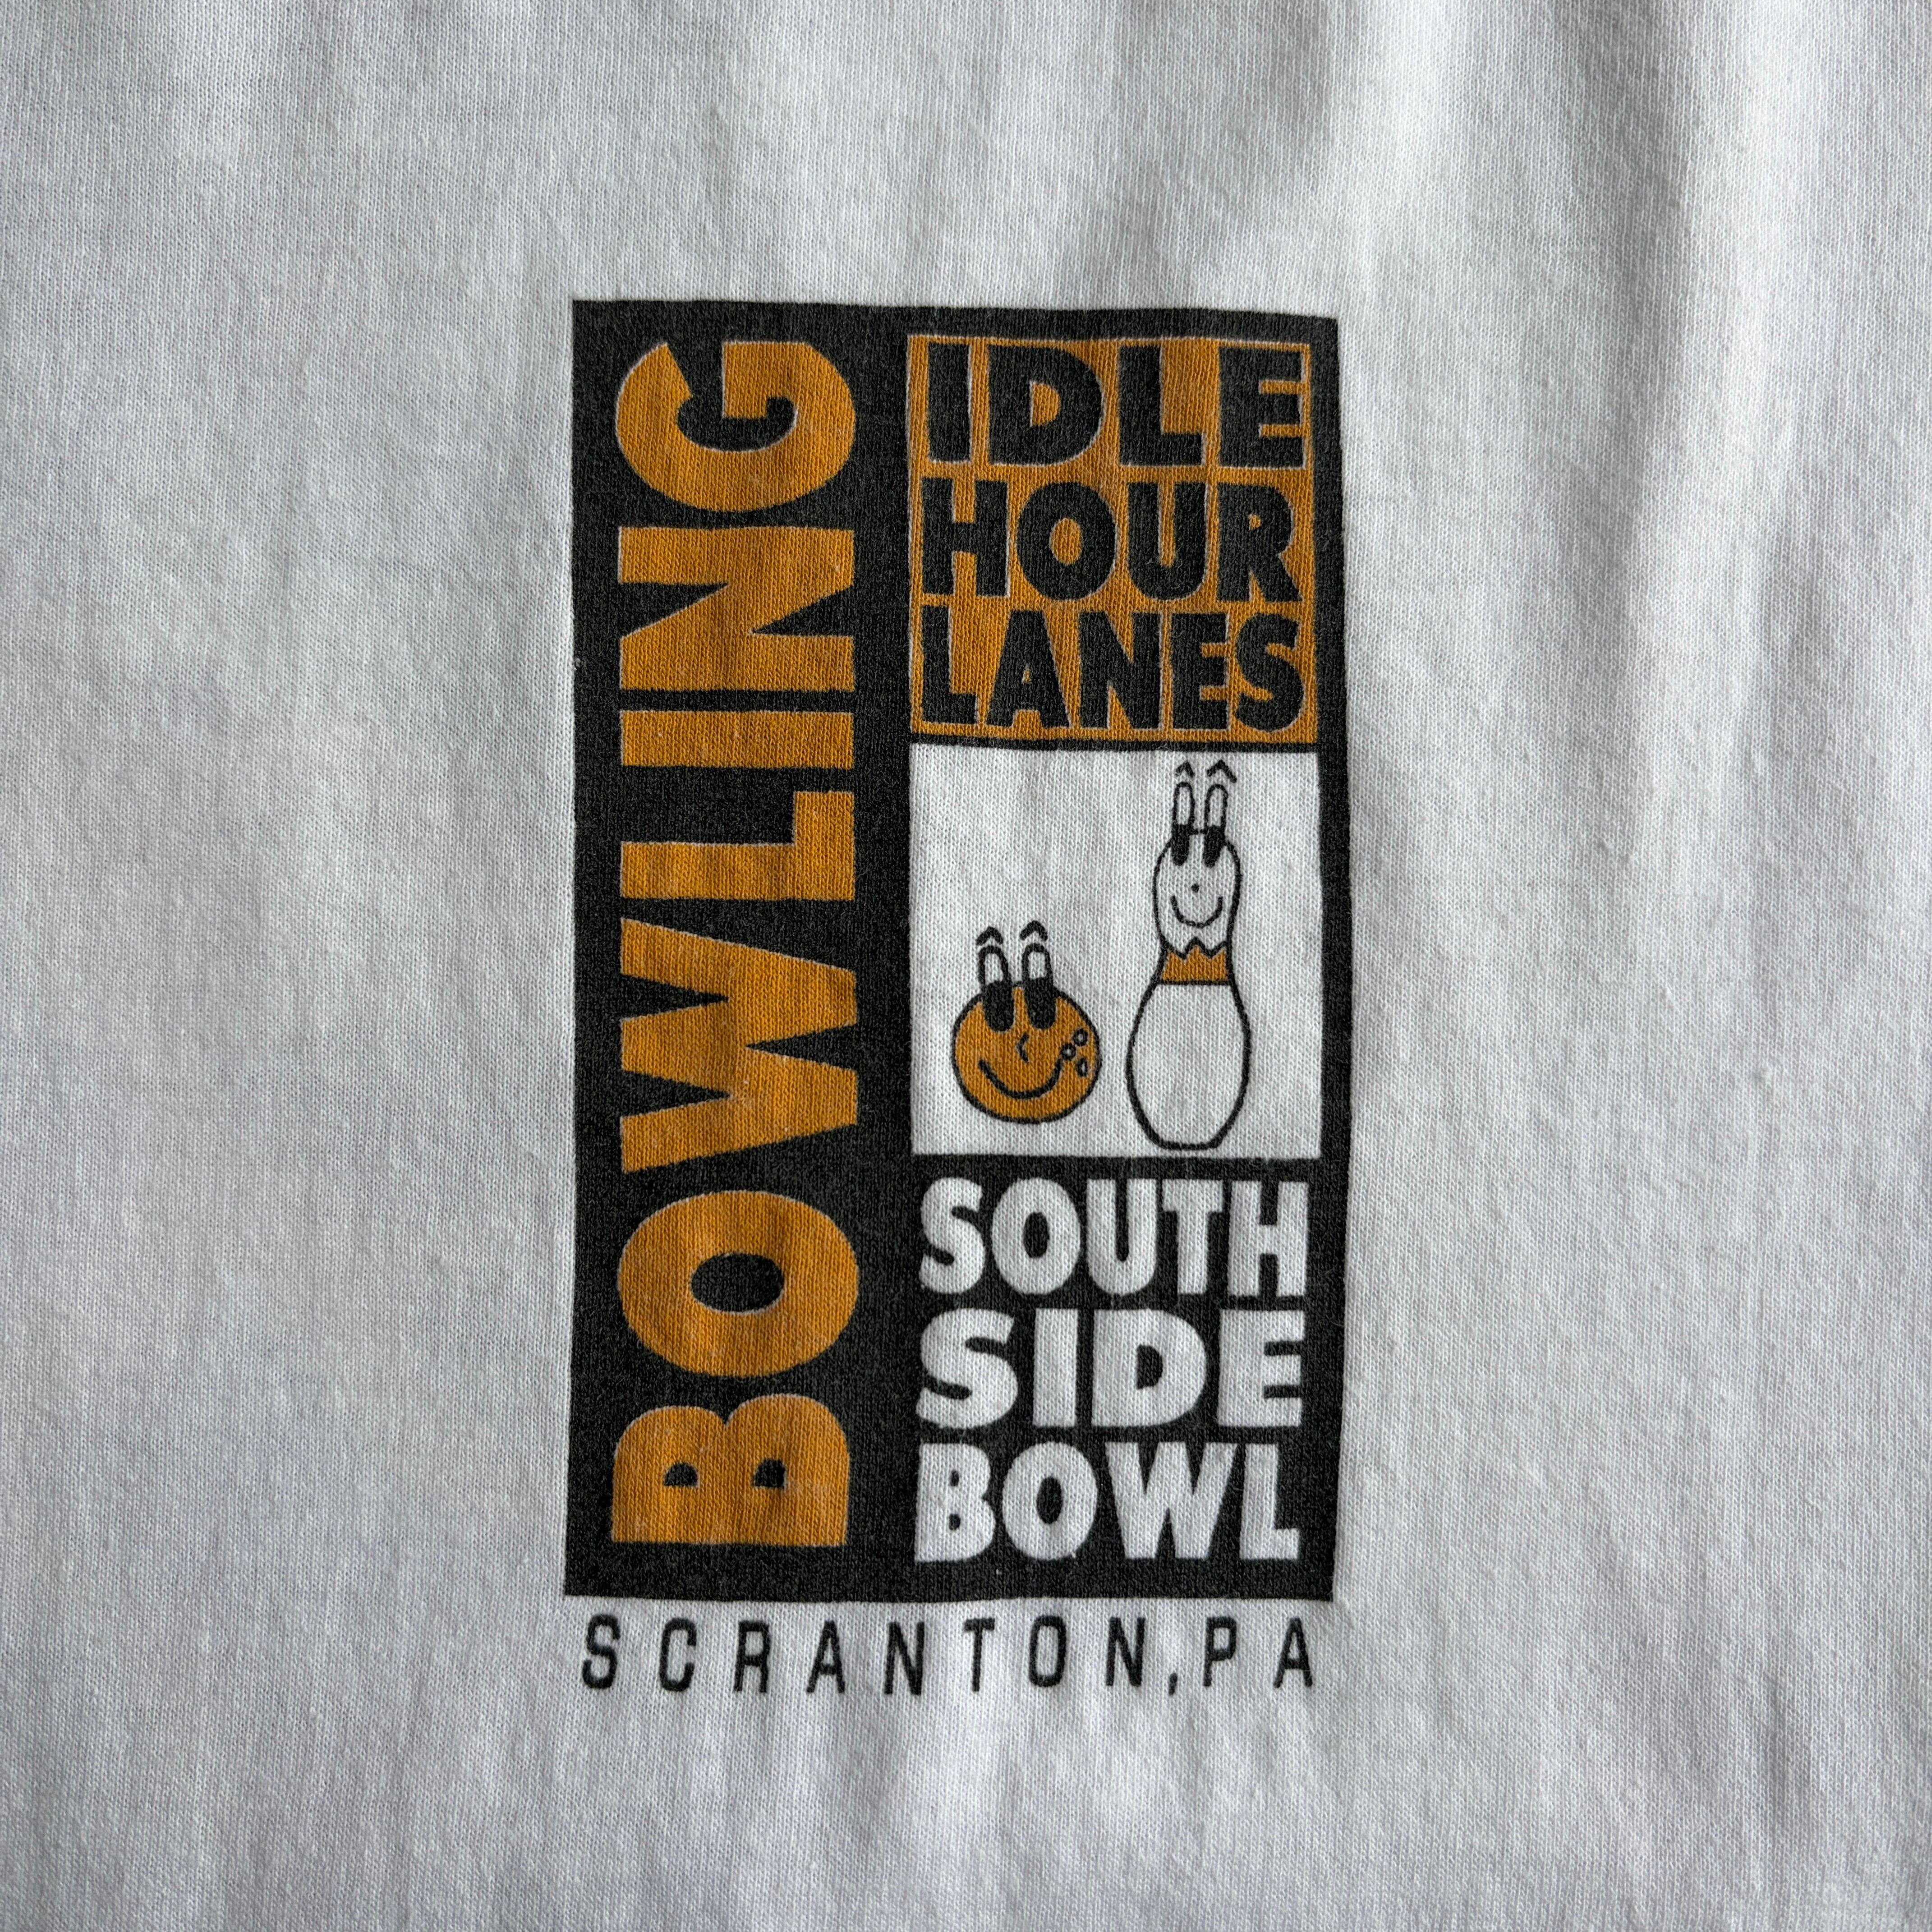 BOWLING
IDLE
HOUR
LANES
SOUTH
SIDE
BOWL
SCRANTON, PA